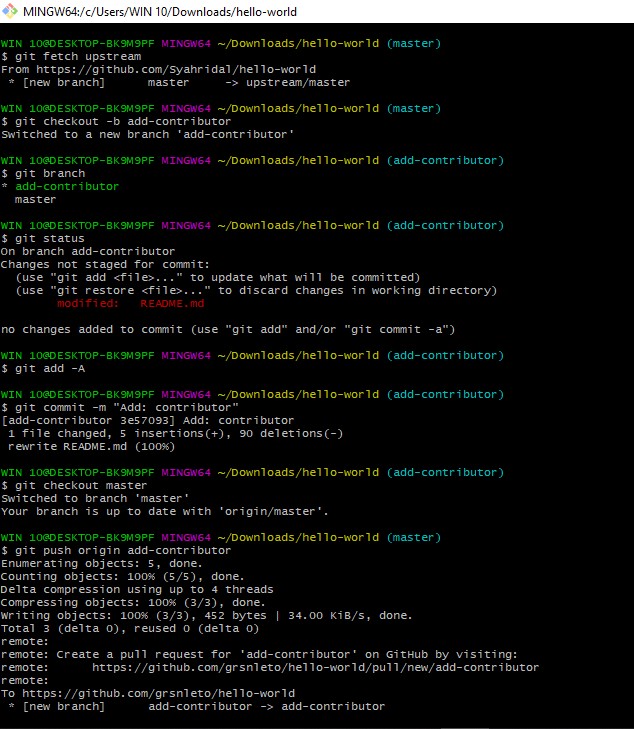 MINGW64:/c/Users/WIN 10/Downloads/hello-world
WIN 10@DESKTOP-BK9M9PF MINGW64 ~/Downloads/hello-world (master)
$ git fetch upstream
From https://github.com/Syahridal/hello-world
 * [new branch]      master     -> upstream/master
WIN 10@DESKTOP-BK9M9PF MINGW64 ~/Downloads/hello-world (master)
$ git checkout -b add-contributor
Switched to a new branch 'add-contributor'
WIN 10@DESKTOP-BK9M9PF MINGW64 ~/Downloads/hello-world (add-contributor)
$ git branch
* add-contributor
  master
WIN 10@DESKTOP-BK9M9PF MINGW64 ~/Downloads/hello-world (add-contributor)
$ git status
On branch add-contributor
Changes not staged for commit:
  (use "git add <file>..." to update what will be committed)
  (use "git restore <file>..." to discard changes in working directory)
        modified:   README.md
no changes added to commit (use "git add" and/or "git commit -a")
WIN 10@DESKTOP-BK9M9PF MINGW64 ~/Downloads/hello-world (add-contributor)
$ git add -A
WIN 10@DESKTOP-BK9M9PF MINGW64 ~/Downloads/hello-world (add-contributor)
$ git commit -m "Add: contributor"
[add-contributor 3e57093] Add: contributor
 1 file changed, 5 insertions(+), 90 deletions(-)
 rewrite README.md (100%)
WIN 10@DESKTOP-BK9M9PF MINGW64 ~/Downloads/hello-world (add-contributor)
$ git checkout master
Switched to branch 'master'
Your branch is up to date with 'origin/master'.
WIN 10@DESKTOP-BK9M9PF MINGW64 ~/Downloads/hello-world (master)
$ git push origin add-contributor
Enumerating objects: 5, done.
Counting objects: 100% (5/5), done.
Delta compression using up to 4 threads
Compressing objects: 100% (3/3), done.
Writing objects: 100% (3/3), 452 bytes | 34.00 KiB/s, done.
Total 3 (delta 0), reused 0 (delta 0)
remote:
remote: Create a pull request for 'add-contributor' on GitHub by visiting:
remote:      https://github.com/grsnleto/hello-world/pull/new/add-contributor
remote:
To https://github.com/grsnleto/hello-world
 * [new branch]      add-contributor -> add-contributor